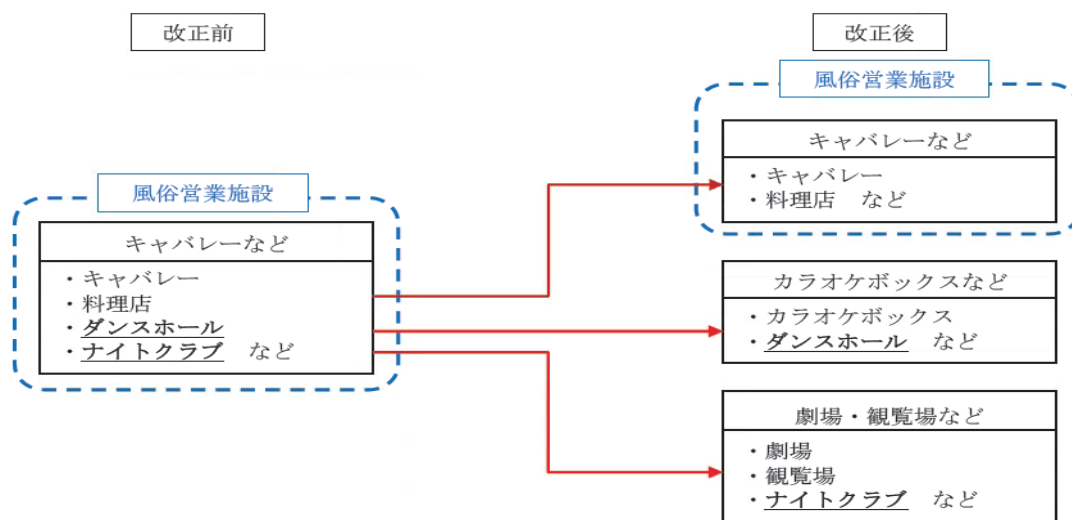 改正前
風俗営業施設
キャバレーなど
・キャバレー
・料理店
・ダンスホール
・ナイトクラブ など
改正後
風俗営業施設
キャバレーなど
・キャバレー
・料理店 など
カラオケボックスなど
・カラオケボックス
・ダンスホール など
劇場・観覧場など
・劇場
・観覧場
・ナイトクラブ など